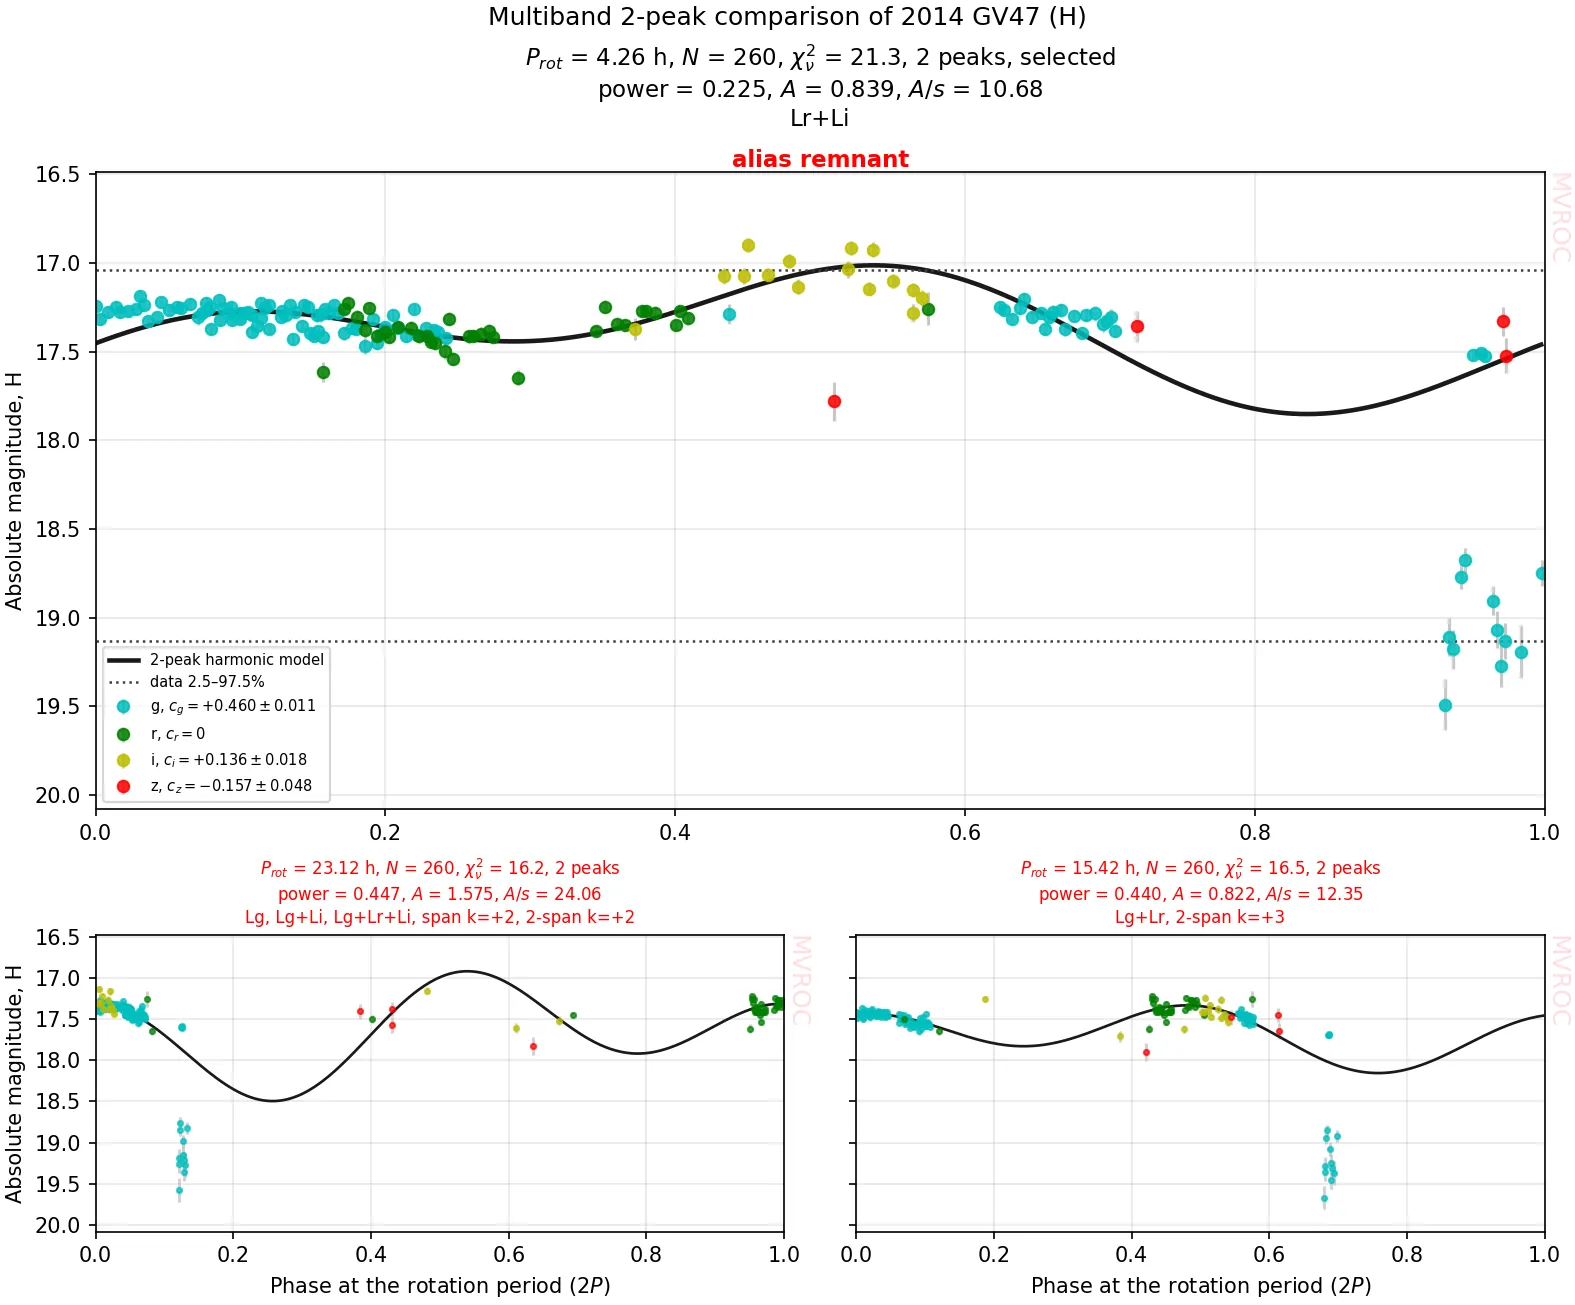 Multiband 2-peak comparison of 2014 GV47 (H)
P_rot = 4.26 h, N = 260, χ²_ν = 21.3, 2 peaks, selected
power = 0.225, A = 0.839, A/s = 10.68
Lr+Li
alias remnant
MVROC
Absolute magnitude, H
16.5
17.0
17.5
18.0
18.5
19.0
19.5
20.0
2-peak harmonic model
data 2.5–97.5%
g, c_g = +0.460 ± 0.011
r, c_r = 0
i, c_i = +0.136 ± 0.018
z, c_z = −0.157 ± 0.048
0.0 0.2 0.4 0.6 0.8 1.0
P_rot = 23.12 h, N = 260, χ²_ν = 16.2, 2 peaks
power = 0.447, A = 1.575, A/s = 24.06
Lg, Lg+Li, Lg+Lr+Li, span k=+2, 2-span k=+2
MVROC
Absolute magnitude, H
16.5
17.0
17.5
18.0
18.5
19.0
19.5
20.0
0.0 0.2 0.4 0.6 0.8 1.0
Phase at the rotation period (2P)
P_rot = 15.42 h, N = 260, χ²_ν = 16.5, 2 peaks
power = 0.440, A = 0.822, A/s = 12.35
Lg+Lr, 2-span k=+3
MVROC
0.0 0.2 0.4 0.6 0.8 1.0
Phase at the rotation period (2P)